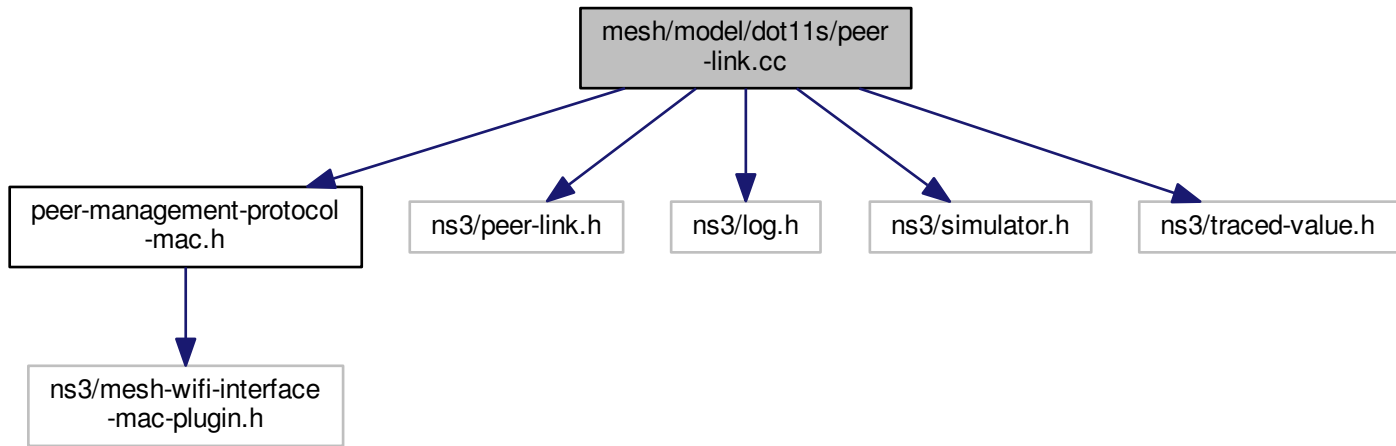 mesh/model/dot11s/peer
-link.cc
peer-management-protocol
-mac.h
ns3/peer-link.h
ns3/log.h
ns3/simulator.h
ns3/traced-value.h
ns3/mesh-wifi-interface
-mac-plugin.h